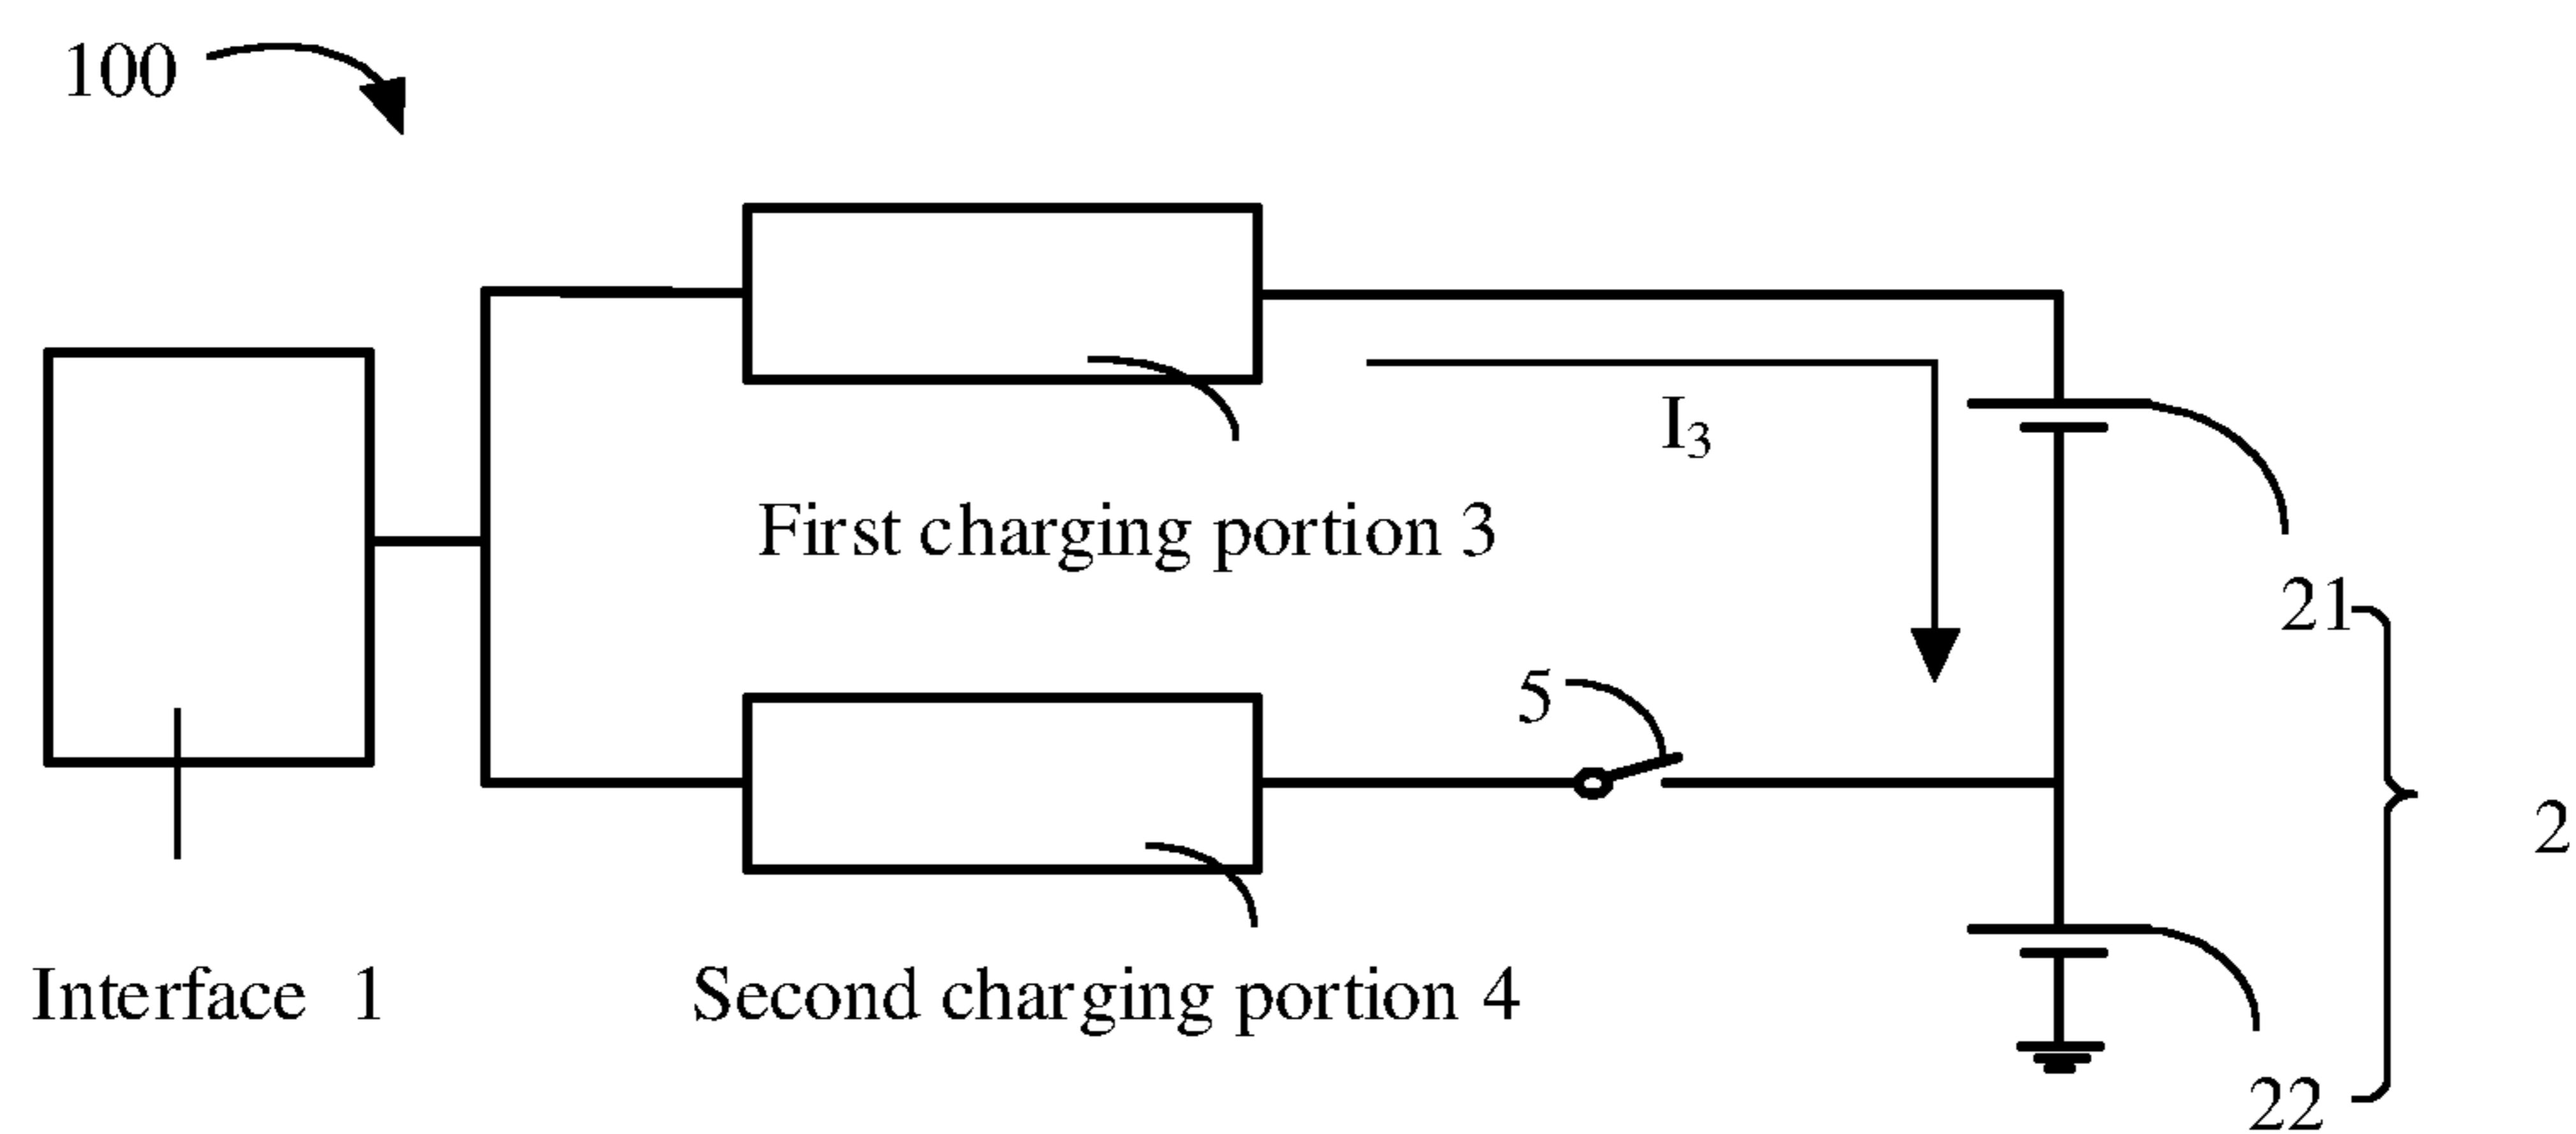 100
I3
First charging portion 3
21
5
2
Interface 1
Second charging portion 4
22